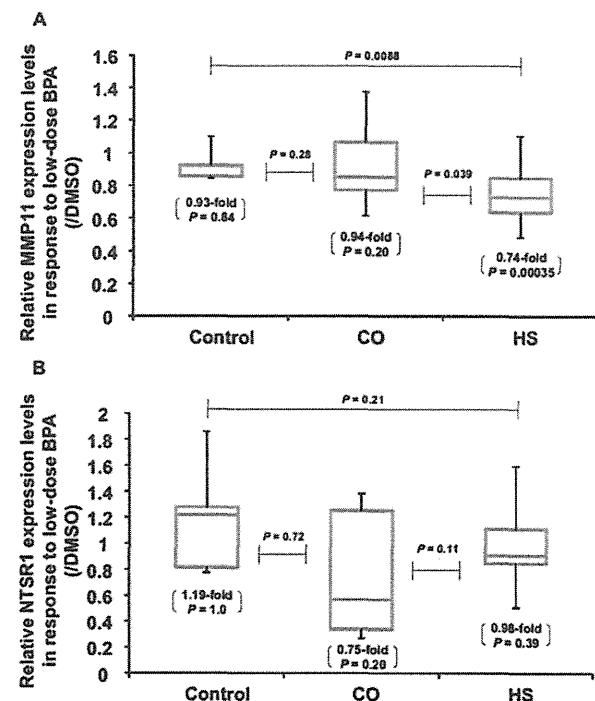 A
Relative MMP11 expression levels
in response to low-dose BPA
(/DMSO)
1.6
1.4
1.2
1
0.8
0.6
0.4
0.2
0
P = 0.0088
P = 0.28
P = 0.039
0.93-fold
P = 0.84
0.94-fold
P = 0.20
0.74-fold
P = 0.00035
Control
CO
HS
B
Relative NTSR1 expression levels
in response to low-dose BPA
(/DMSO)
2
1.8
1.6
1.4
1.2
1
0.8
0.6
0.4
0.2
0
P = 0.21
P = 0.72
P = 0.11
1.19-fold
P = 1.0
0.75-fold
P = 0.20
0.98-fold
P = 0.39
Control
CO
HS